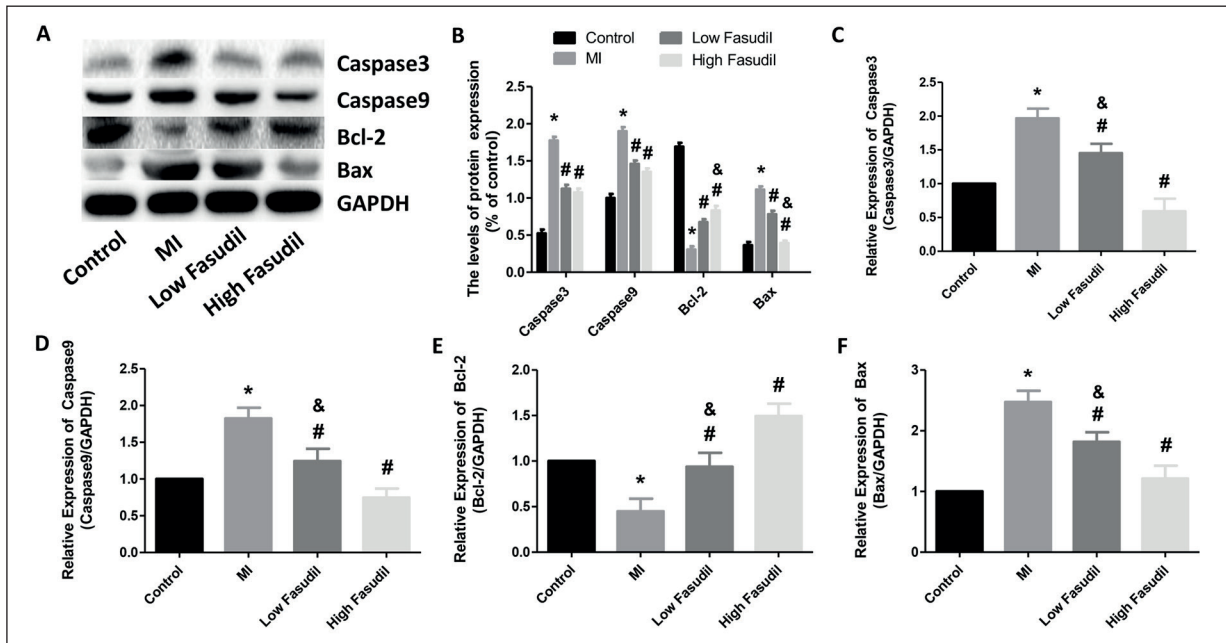 A
Caspase3
Caspase9
Bcl-2
Bax
GAPDH
Control
MI
Low Fasudil
High Fasudil
B
Control
MI
Low Fasudil
High Fasudil
The levels of protein expression
(% of control)
2.5
2.0
1.5
1.0
0.5
0.0
*
# #
*
# #
*
#
&
#
*
#
&
#
Caspase3
Caspase9
Bcl-2
Bax
C
Relative Expression of Caspase3
(Caspase3/GAPDH)
2.5
2.0
1.5
1.0
0.5
0.0
*
&
#
#
Control
MI
Low Fasudil
High Fasudil
D
Relative Expression of Caspase9
(Caspase9/GAPDH)
2.5
2.0
1.5
1.0
0.5
0.0
*
&
#
#
Control
MI
Low Fasudil
High Fasudil
E
Relative Expression of Bcl-2
(Bcl-2/GAPDH)
2.0
1.5
1.0
0.5
0.0
*
&
#
#
Control
MI
Low Fasudil
High Fasudil
F
Relative Expression of Bax
(Bax/GAPDH)
3
2
1
0
*
&
#
#
Control
MI
Low Fasudil
High Fasudil